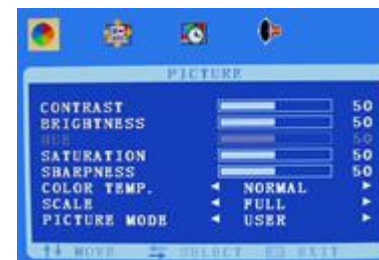 PICTURE
CONTRAST 50
BRIGHTNESS 50
HUE 50
SATURATION 50
SHARPNESS 50
COLOR TEMP. NORMAL
SCALE FULL
PICTURE MODE USER
MOVE SELECT EXIT